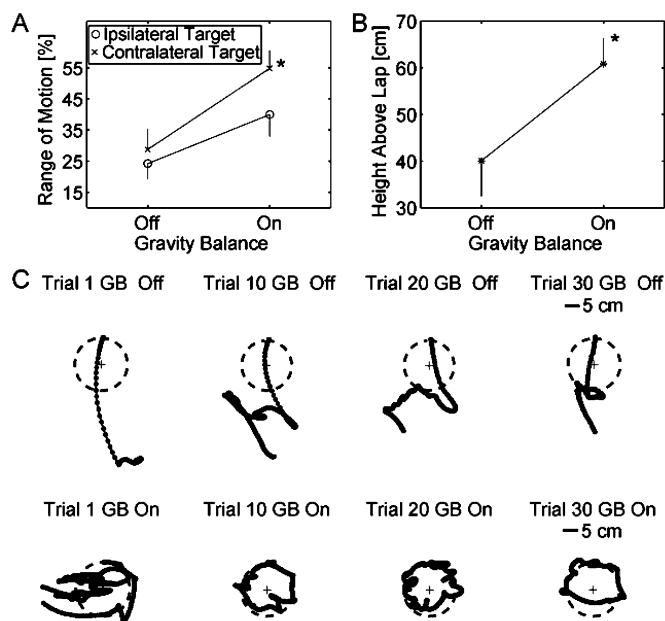 A
Ipsilateral Target
Contralateral Target
Range of Motion [%]
55
45
35
25
15
*
Off On
Gravity Balance
B
Height Above Lap [cm]
70
60
50
40
30
*
Off On
Gravity Balance
C
Trial 1 GB Off Trial 10 GB Off Trial 20 GB Off Trial 30 GB Off
5 cm
Trial 1 GB On Trial 10 GB On Trial 20 GB On Trial 30 GB On
5 cm